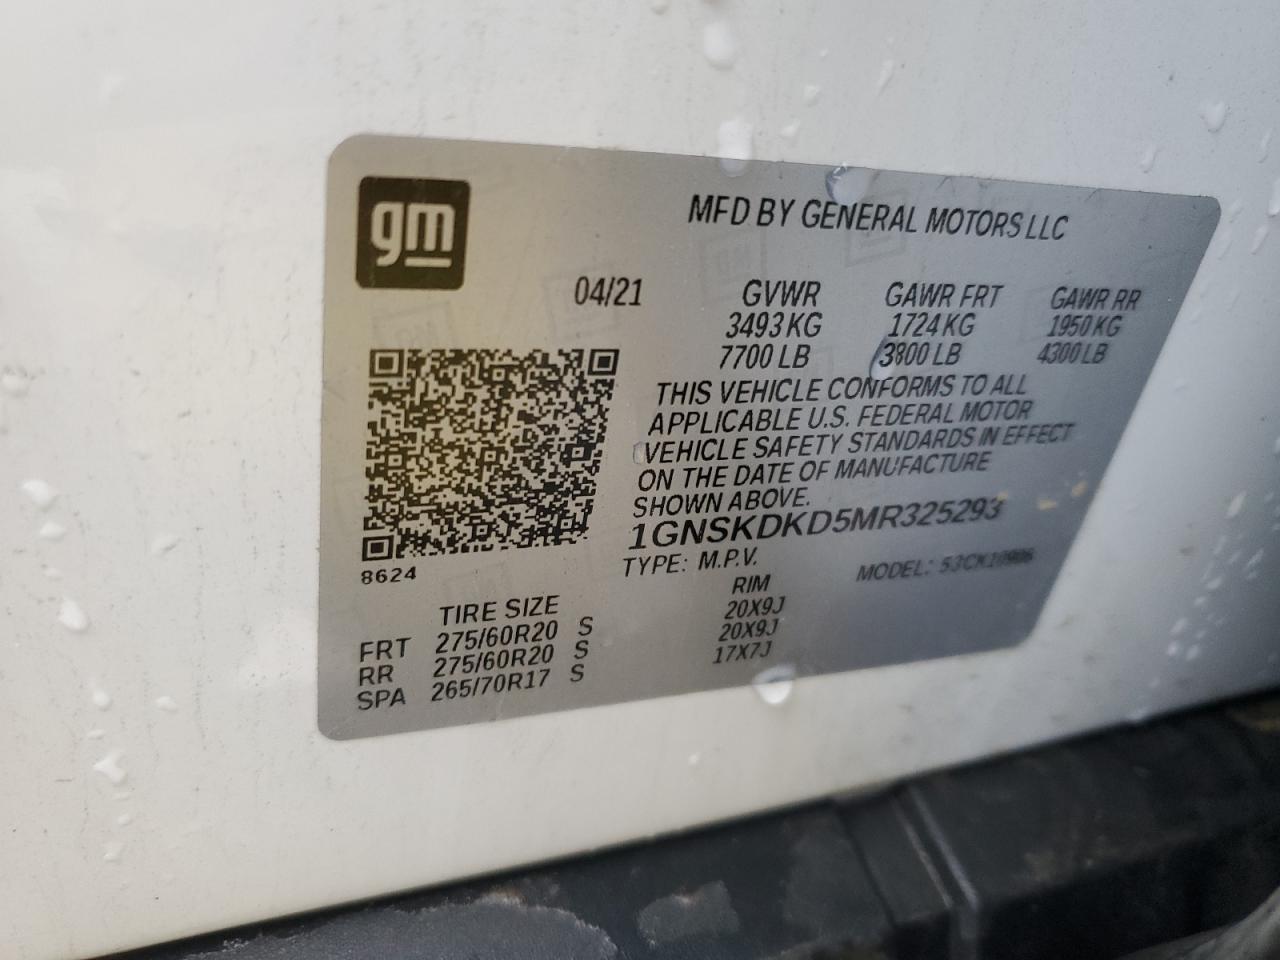 gm
MFD BY GENERAL MOTORS LLC
04/21 GVWR GAWR FRT GAWR RR
3493 KG 1724 KG 1950 KG
7700 LB 3800 LB 4300 LB
THIS VEHICLE CONFORMS TO ALL
APPLICABLE U.S. FEDERAL MOTOR
VEHICLE SAFETY STANDARDS IN EFFECT
ON THE DATE OF MANUFACTURE
SHOWN ABOVE.
1GNSKDKD5MR325293
8624
TYPE: M.P.V. MODEL:
TIRE SIZE RIM
FRT 275/60R20 S 20X9J
RR 275/60R20 S 20X9J
SPA 265/70R17 S 17X7J